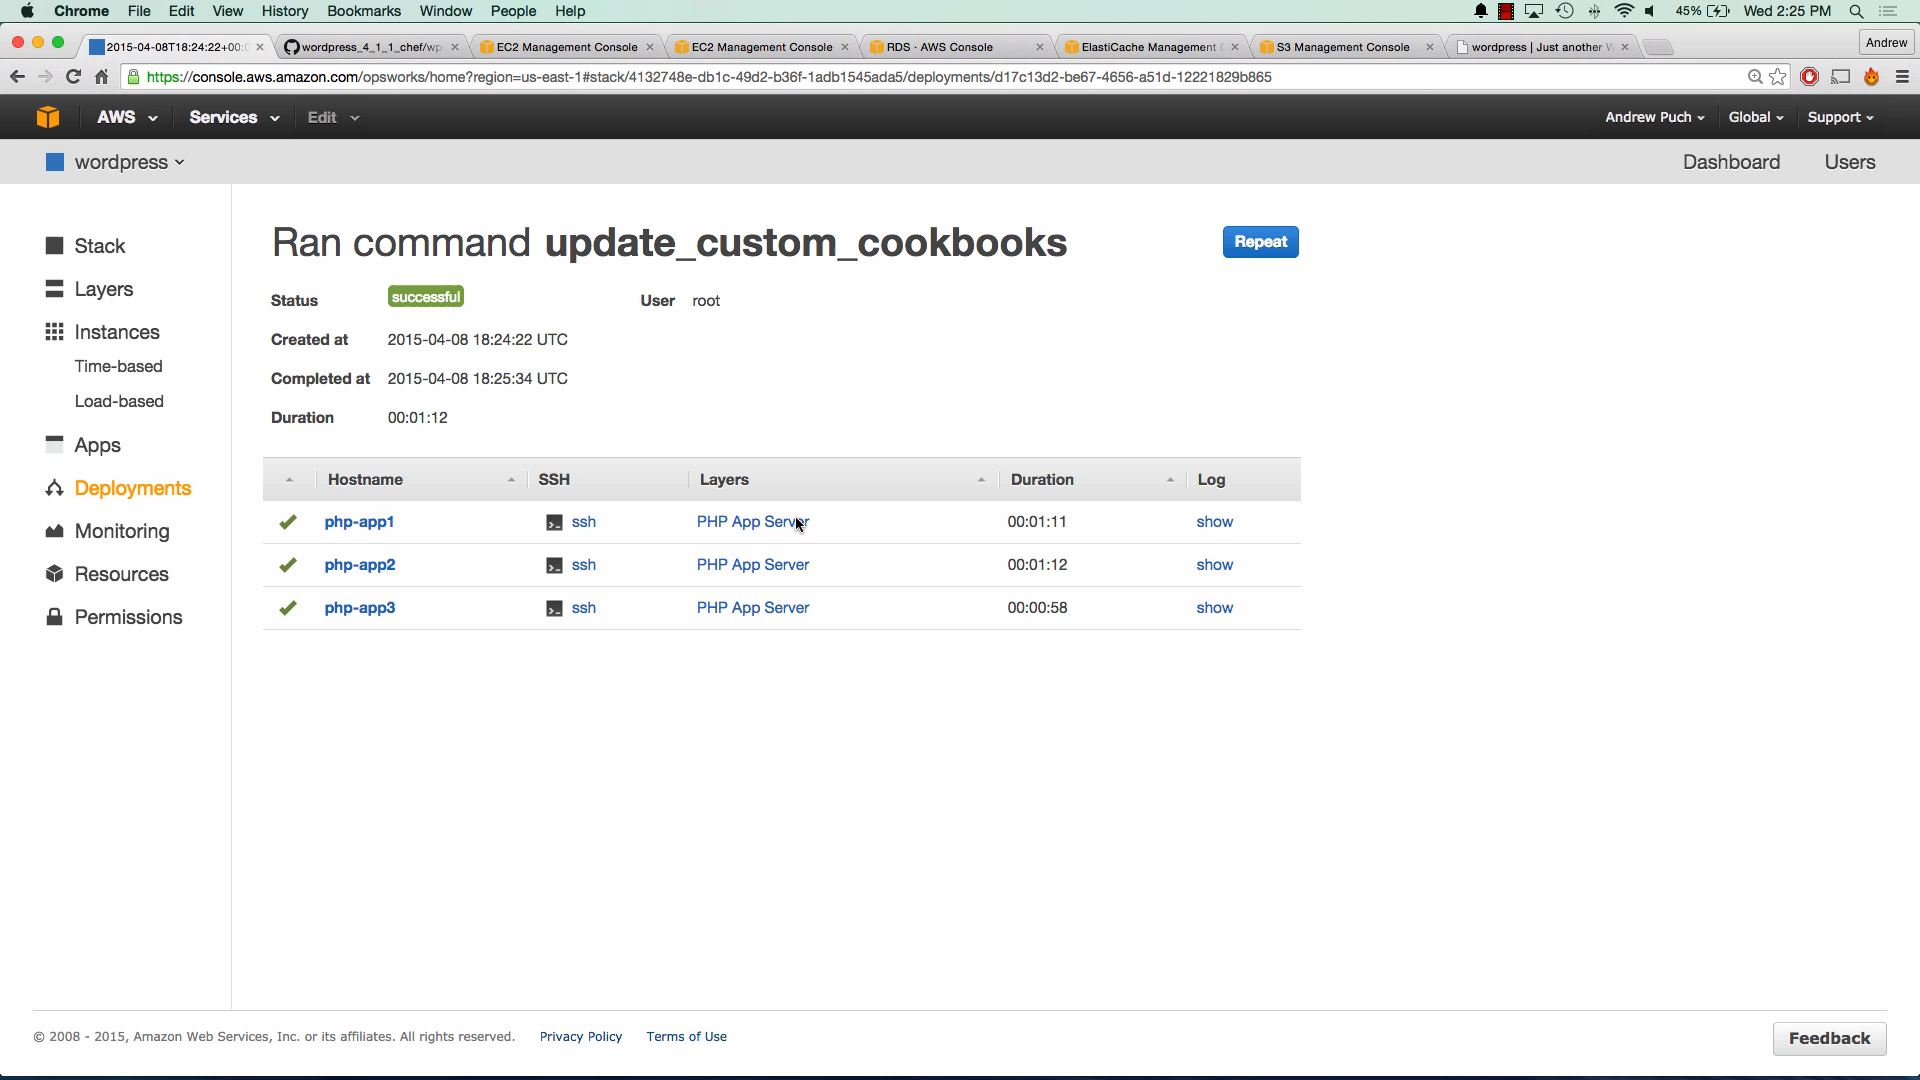 Chrome File Edit View History Bookmarks Window People Help 45% Wed 2:25 PM
2015-04-08T18:24:22+00: wordpress_4_1_1_chef/wp EC2 Management Console EC2 Management Console RDS · AWS Console ElastiCache Management C S3 Management Console wordpress | Just another W Andrew
https://console.aws.amazon.com/opsworks/home?region=us-east-1#stack/4132748e-db1c-49d2-b36f-1adb1545ada5/deployments/d17c13d2-be67-4656-a51d-12221829b865
AWS Services Edit Andrew Puch Global Support
wordpress Dashboard Users
Stack
Layers
Instances
Time-based
Load-based
Apps
Deployments
Monitoring
Resources
Permissions
Ran command update_custom_cookbooks Repeat
Status successful User root
Created at 2015-04-08 18:24:22 UTC
Completed at 2015-04-08 18:25:34 UTC
Duration 00:01:12
Hostname SSH Layers Duration Log
php-app1 ssh PHP App Server 00:01:11 show
php-app2 ssh PHP App Server 00:01:12 show
php-app3 ssh PHP App Server 00:00:58 show
© 2008 - 2015, Amazon Web Services, Inc. or its affiliates. All rights reserved. Privacy Policy Terms of Use Feedback